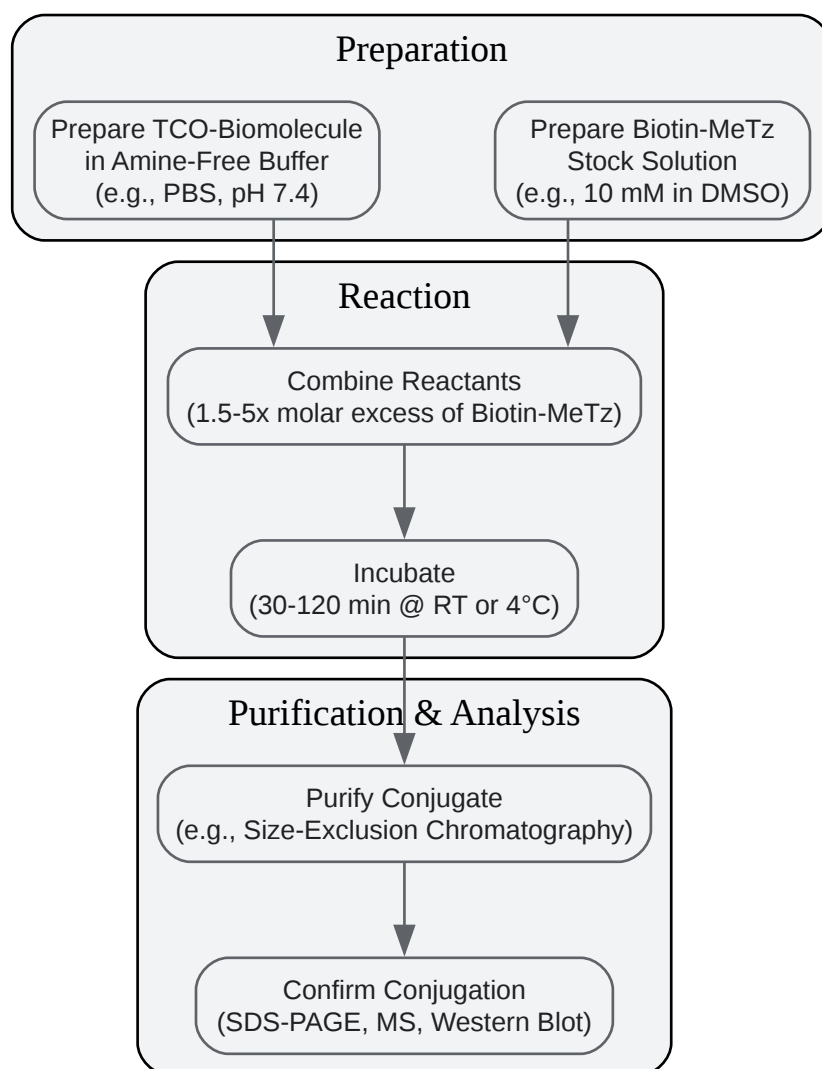 Preparation
Prepare TCO-Biomolecule
in Amine-Free Buffer
(e.g., PBS, pH 7.4)
Prepare Biotin-MeTz
Stock Solution
(e.g., 10 mM in DMSO)
Reaction
Combine Reactants
(1.5-5x molar excess of Biotin-MeTz)
Incubate
(30-120 min @ RT or 4°C)
Purification & Analysis
Purify Conjugate
(e.g., Size-Exclusion Chromatography)
Confirm Conjugation
(SDS-PAGE, MS, Western Blot)